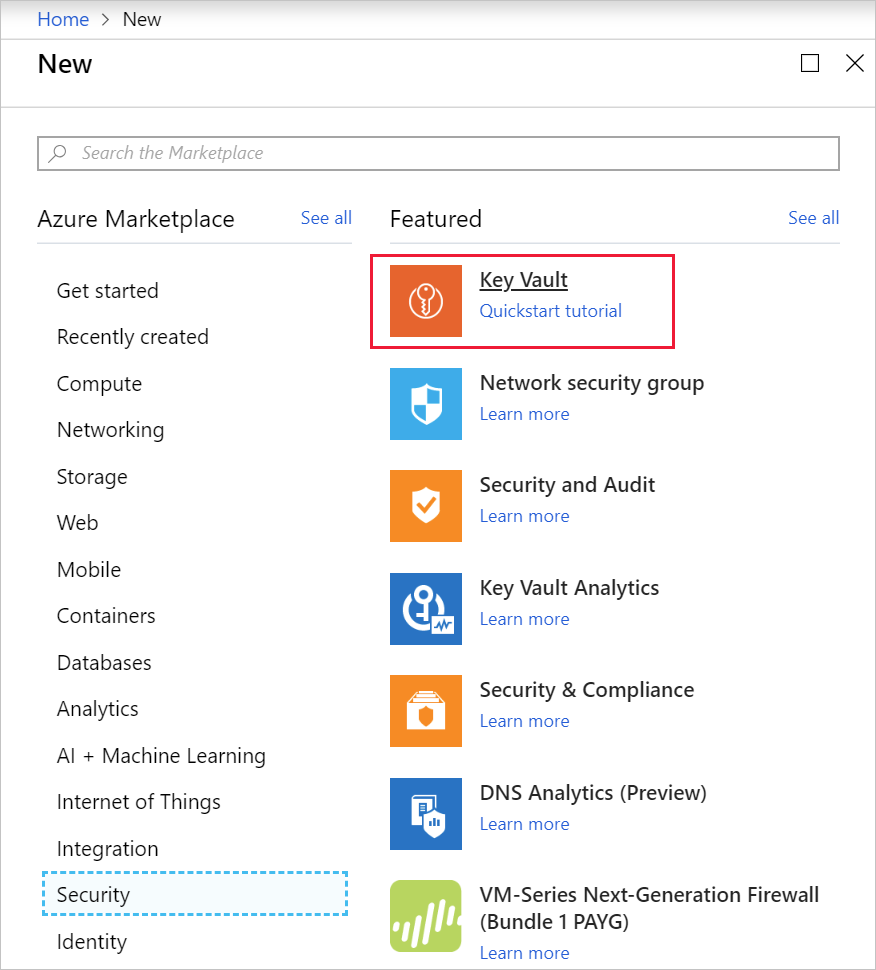 Home > New
New
Search the Marketplace
Azure Marketplace
See all
Get started
Recently created
Compute
Networking
Storage
Web
Mobile
Containers
Databases
Analytics
AI + Machine Learning
Internet of Things
Integration
Security
Identity
Featured
See all
Key Vault
Quickstart tutorial
Network security group
Learn more
Security and Audit
Learn more
Key Vault Analytics
Learn more
Security & Compliance
Learn more
DNS Analytics (Preview)
Learn more
VM-Series Next-Generation Firewall
(Bundle 1 PAYG)
Learn more